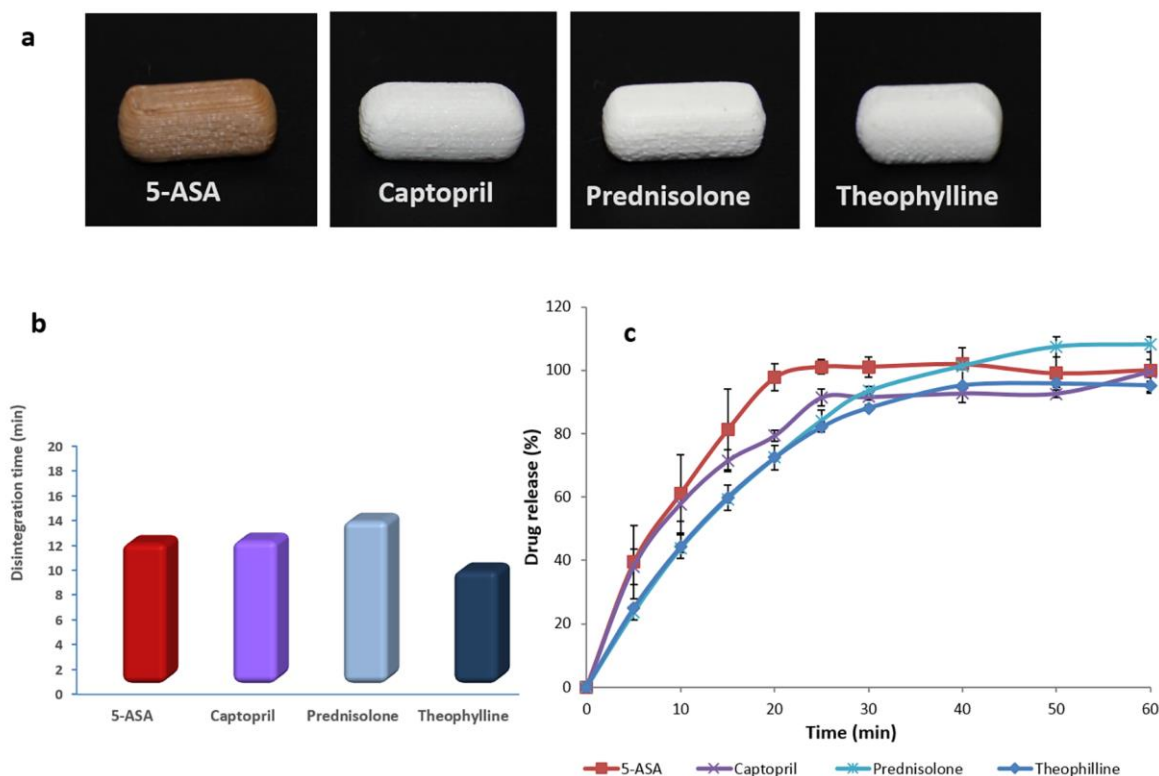 a
5-ASA
Captopril
Prednisolone
Theophylline
b
Disintegration time (min)
20
18
16
14
12
10
8
6
4
2
0
5-ASA Captopril Prednisolone Theophylline
c
Drug release (%)
120
100
80
60
40
20
0
0 10 20 30 40 50 60
Time (min)
5-ASA Captopril Prednisolone Theophilline